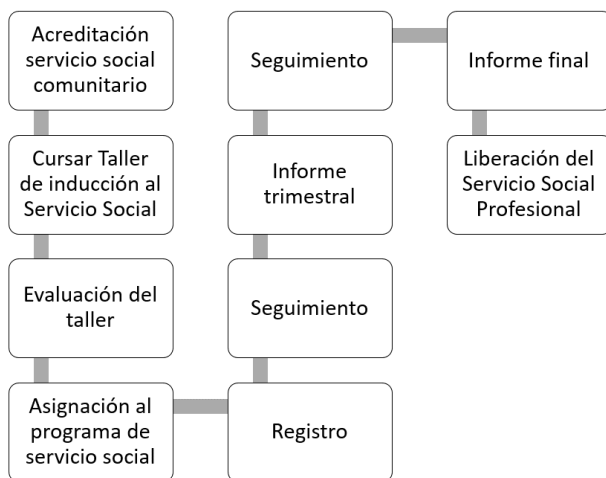 Acreditación
servicio social
comunitario
Cursar Taller
de inducción al
Servicio Social
Evaluación del
taller
Asignación al
programa de
servicio social
Registro
Seguimiento
Informe
trimestral
Seguimiento
Informe final
Liberación del
Servicio Social
Profesional